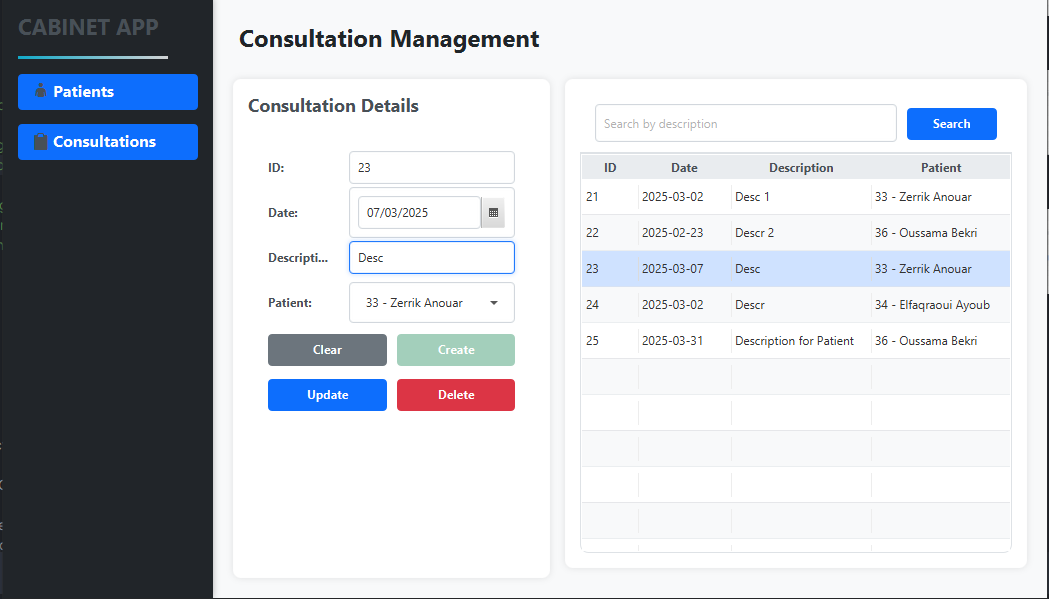 CABINET APP
Patients
Consultations
Consultation Management
Consultation Details
ID:
23
Date:
07/03/2025
Descripti...
Desc
Patient:
33 - Zerrik Anouar
Clear
Create
Update
Delete
Search by description
Search
ID Date Description Patient
21 2025-03-02 Desc 1 33 - Zerrik Anouar
22 2025-02-23 Descr 2 36 - Oussama Bekri
23 2025-03-07 Desc 33 - Zerrik Anouar
24 2025-03-02 Descr 34 - Elfaqraoui Ayoub
25 2025-03-31 Description for Patient 36 - Oussama Bekri